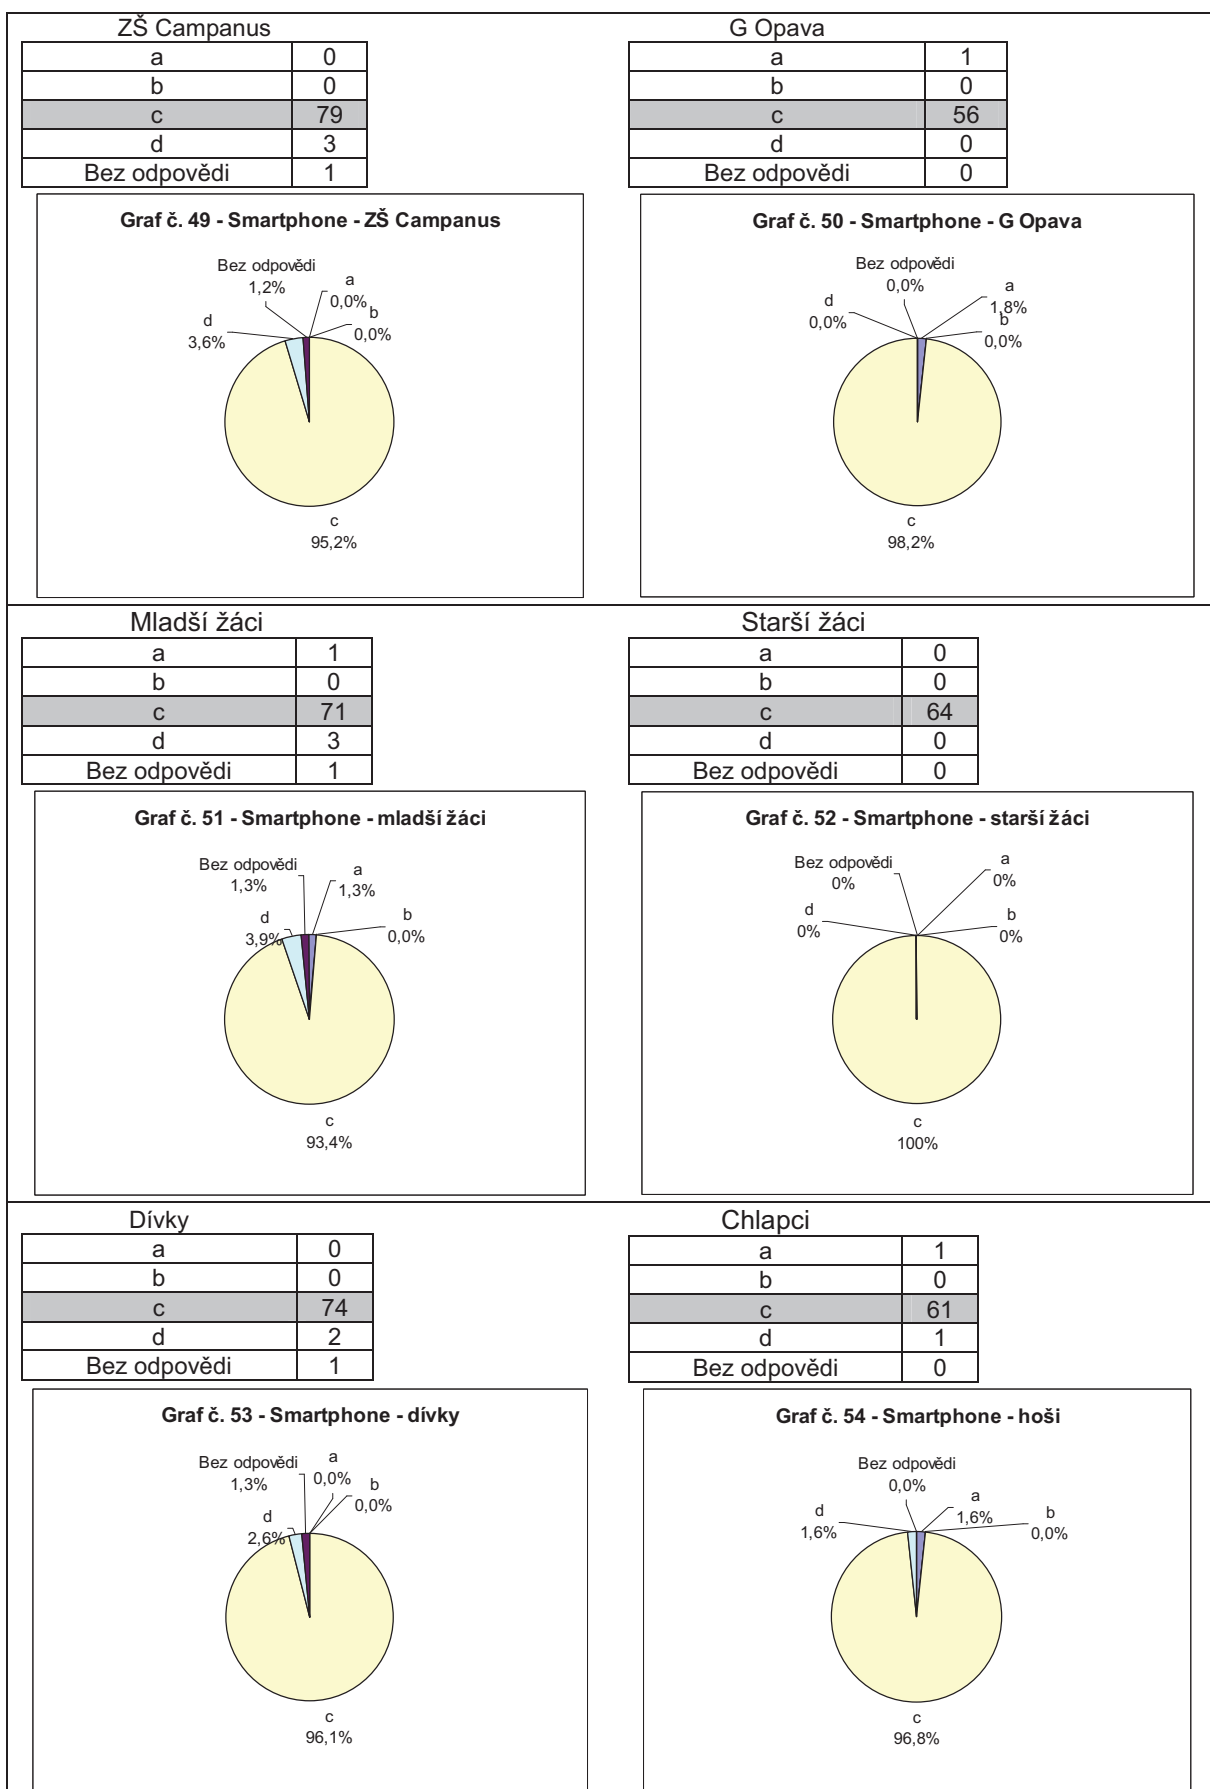 ZŠ Campanus
a 0
b 0
c 79
d 3
Bez odpovědi 1
Graf č. 49 - Smartphone - ZŠ Campanus
Bez odpovědi
1,2%
a
0,0%
b
0,0%
d
3,6%
c
95,2%
G Opava
a 1
b 0
c 56
d 0
Bez odpovědi 0
Graf č. 50 - Smartphone - G Opava
Bez odpovědi
0,0%
a
1,8%
b
0,0%
d
0,0%
c
98,2%
Mladší žáci
a 1
b 0
c 71
d 3
Bez odpovědi 1
Graf č. 51 - Smartphone - mladší žáci
Bez odpovědi
1,3%
a
1,3%
b
0,0%
d
3,9%
c
93,4%
Starší žáci
a 0
b 0
c 64
d 0
Bez odpovědi 0
Graf č. 52 - Smartphone - starší žáci
Bez odpovědi
0%
a
0%
b
0%
d
0%
c
100%
Dívky
a 0
b 0
c 74
d 2
Bez odpovědi 1
Graf č. 53 - Smartphone - dívky
Bez odpovědi
1,3%
a
0,0%
b
0,0%
d
2,6%
c
96,1%
Chlapci
a 1
b 0
c 61
d 1
Bez odpovědi 0
Graf č. 54 - Smartphone - hoši
Bez odpovědi
0,0%
a
1,6%
b
0,0%
d
1,6%
c
96,8%